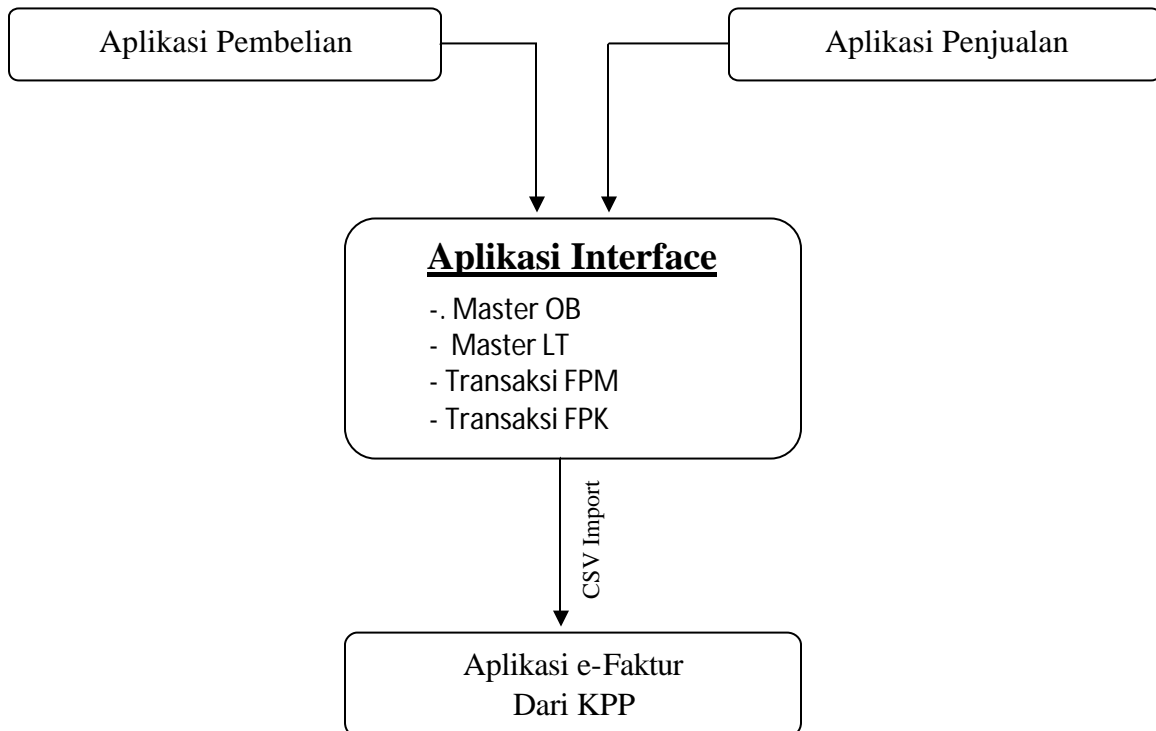 Aplikasi Pembelian
Aplikasi Penjualan
Aplikasi Interface
-. Master OB
- Master LT
- Transaksi FPM
- Transaksi FPK
CSV Import
Aplikasi e-Faktur
Dari KPP